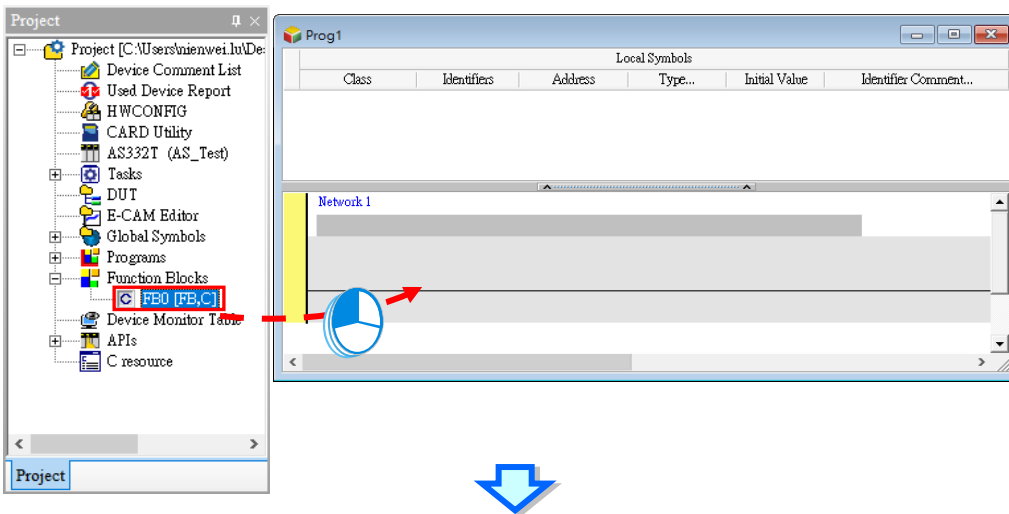 Project
Project [C:\Users\nienwei.lu\De:
Device Comment List
Used Device Report
HWCONFIG
CARD Utility
AS332T (AS_Test)
Tasks
DUT
E-CAM Editor
Global Symbols
Programs
Function Blocks
FB0 [FB,C]
Device Monitor Table
APIs
C resource
Project
Prog1
Local Symbols
Class Identifiers Address Type... Initial Value Identifier Comment...
Network 1